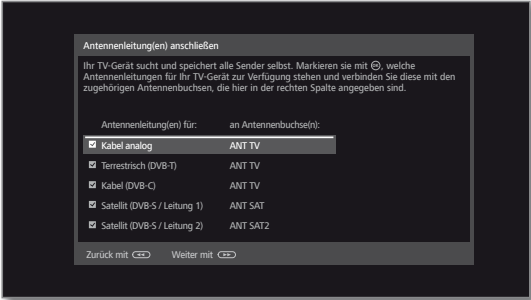 Antennenleitung(en) anschließen
Ihr TV-Gerät sucht und speichert alle Sender selbst. Markieren sie mit OK, welche
Antennenleitungen für Ihr TV-Gerät zur Verfügung stehen und verbinden Sie diese mit den
zugehörigen Antennenbuchsen, die hier in der rechten Spalte angegeben sind.
Antennenleitung(en) für: an Antennenbuchse(n):
Kabel analog ANT TV
Terrestrisch (DVB-T) ANT TV
Kabel (DVB-C) ANT TV
Satellit (DVB-S / Leitung 1) ANT SAT
Satellit (DVB-S / Leitung 2) ANT SAT2
Zurück mit Weiter mit